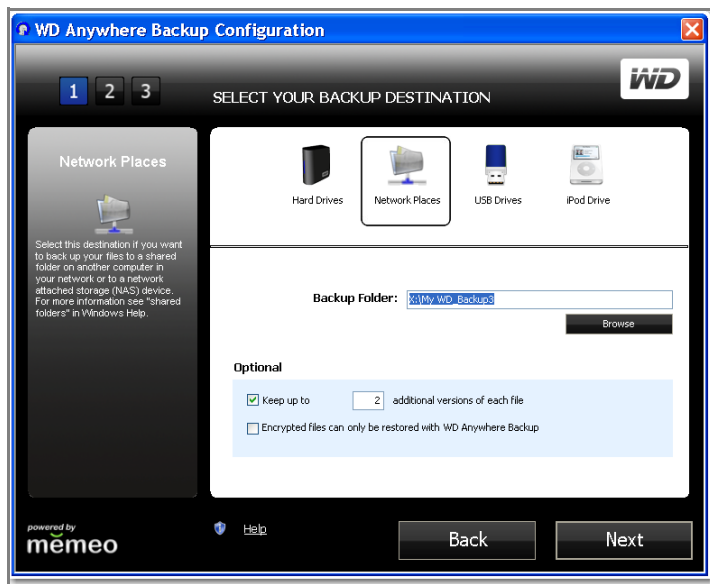 WD Anywhere Backup Configuration
1 2 3
SELECT YOUR BACKUP DESTINATION
WD
Network Places
Select this destination if you want
to back up your files to a shared
folder on another computer in
your network or to a network
attached storage (NAS) device.
For more information see "shared
folders" in Windows Help.
Hard Drives
Network Places
USB Drives
iPod Drive
Backup Folder: X:\My WD_Backup3
Browse
Optional
Keep up to 2 additional versions of each file
Encrypted files can only be restored with WD Anywhere Backup
powered by
memeo
Help
Back
Next